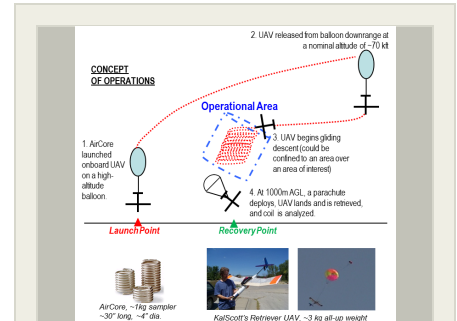 2. UAV released from balloon downrange at
a nominal altitude of ~70 kft
CONCEPT
OF OPERATIONS
Operational Area
1. AirCore
launched
onboard UAV
on a high-
altitude
balloon.
3. UAV begins gliding
descent (could be
confined to an area over
an area of interest)
4. At 1000m AGL, a parachute
deploys, UAV lands and is retrieved,
and coil is analyzed.
Launch Point
Recovery Point
AirCore, ~1kg sampler
~30" long, ~4" dia.
KalScott's Retriever UAV, ~3 kg all-up weight